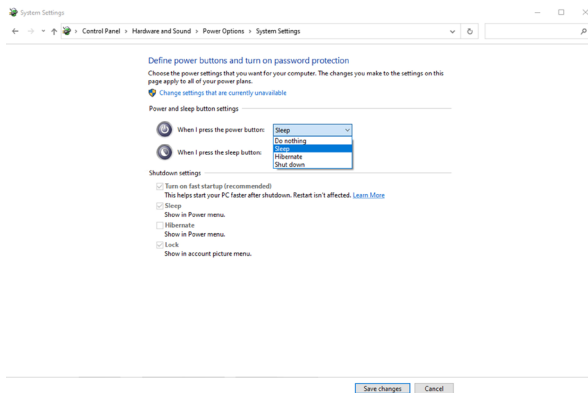 System Settings
Control Panel > Hardware and Sound > Power Options > System Settings
Define power buttons and turn on password protection
Choose the power settings that you want for your computer. The changes you make to the settings on this
page apply to all of your power plans.
Change settings that are currently unavailable
Power and sleep button settings
When I press the power button: Sleep
Do nothing
Sleep
When I press the sleep button: Hibernate
Shut down
Shutdown settings
Turn on fast startup (recommended)
This helps start your PC faster after shutdown. Restart isn't affected. Learn More
Sleep
Show in Power menu.
Hibernate
Show in Power menu.
Lock
Show in account picture menu.
Save changes Cancel